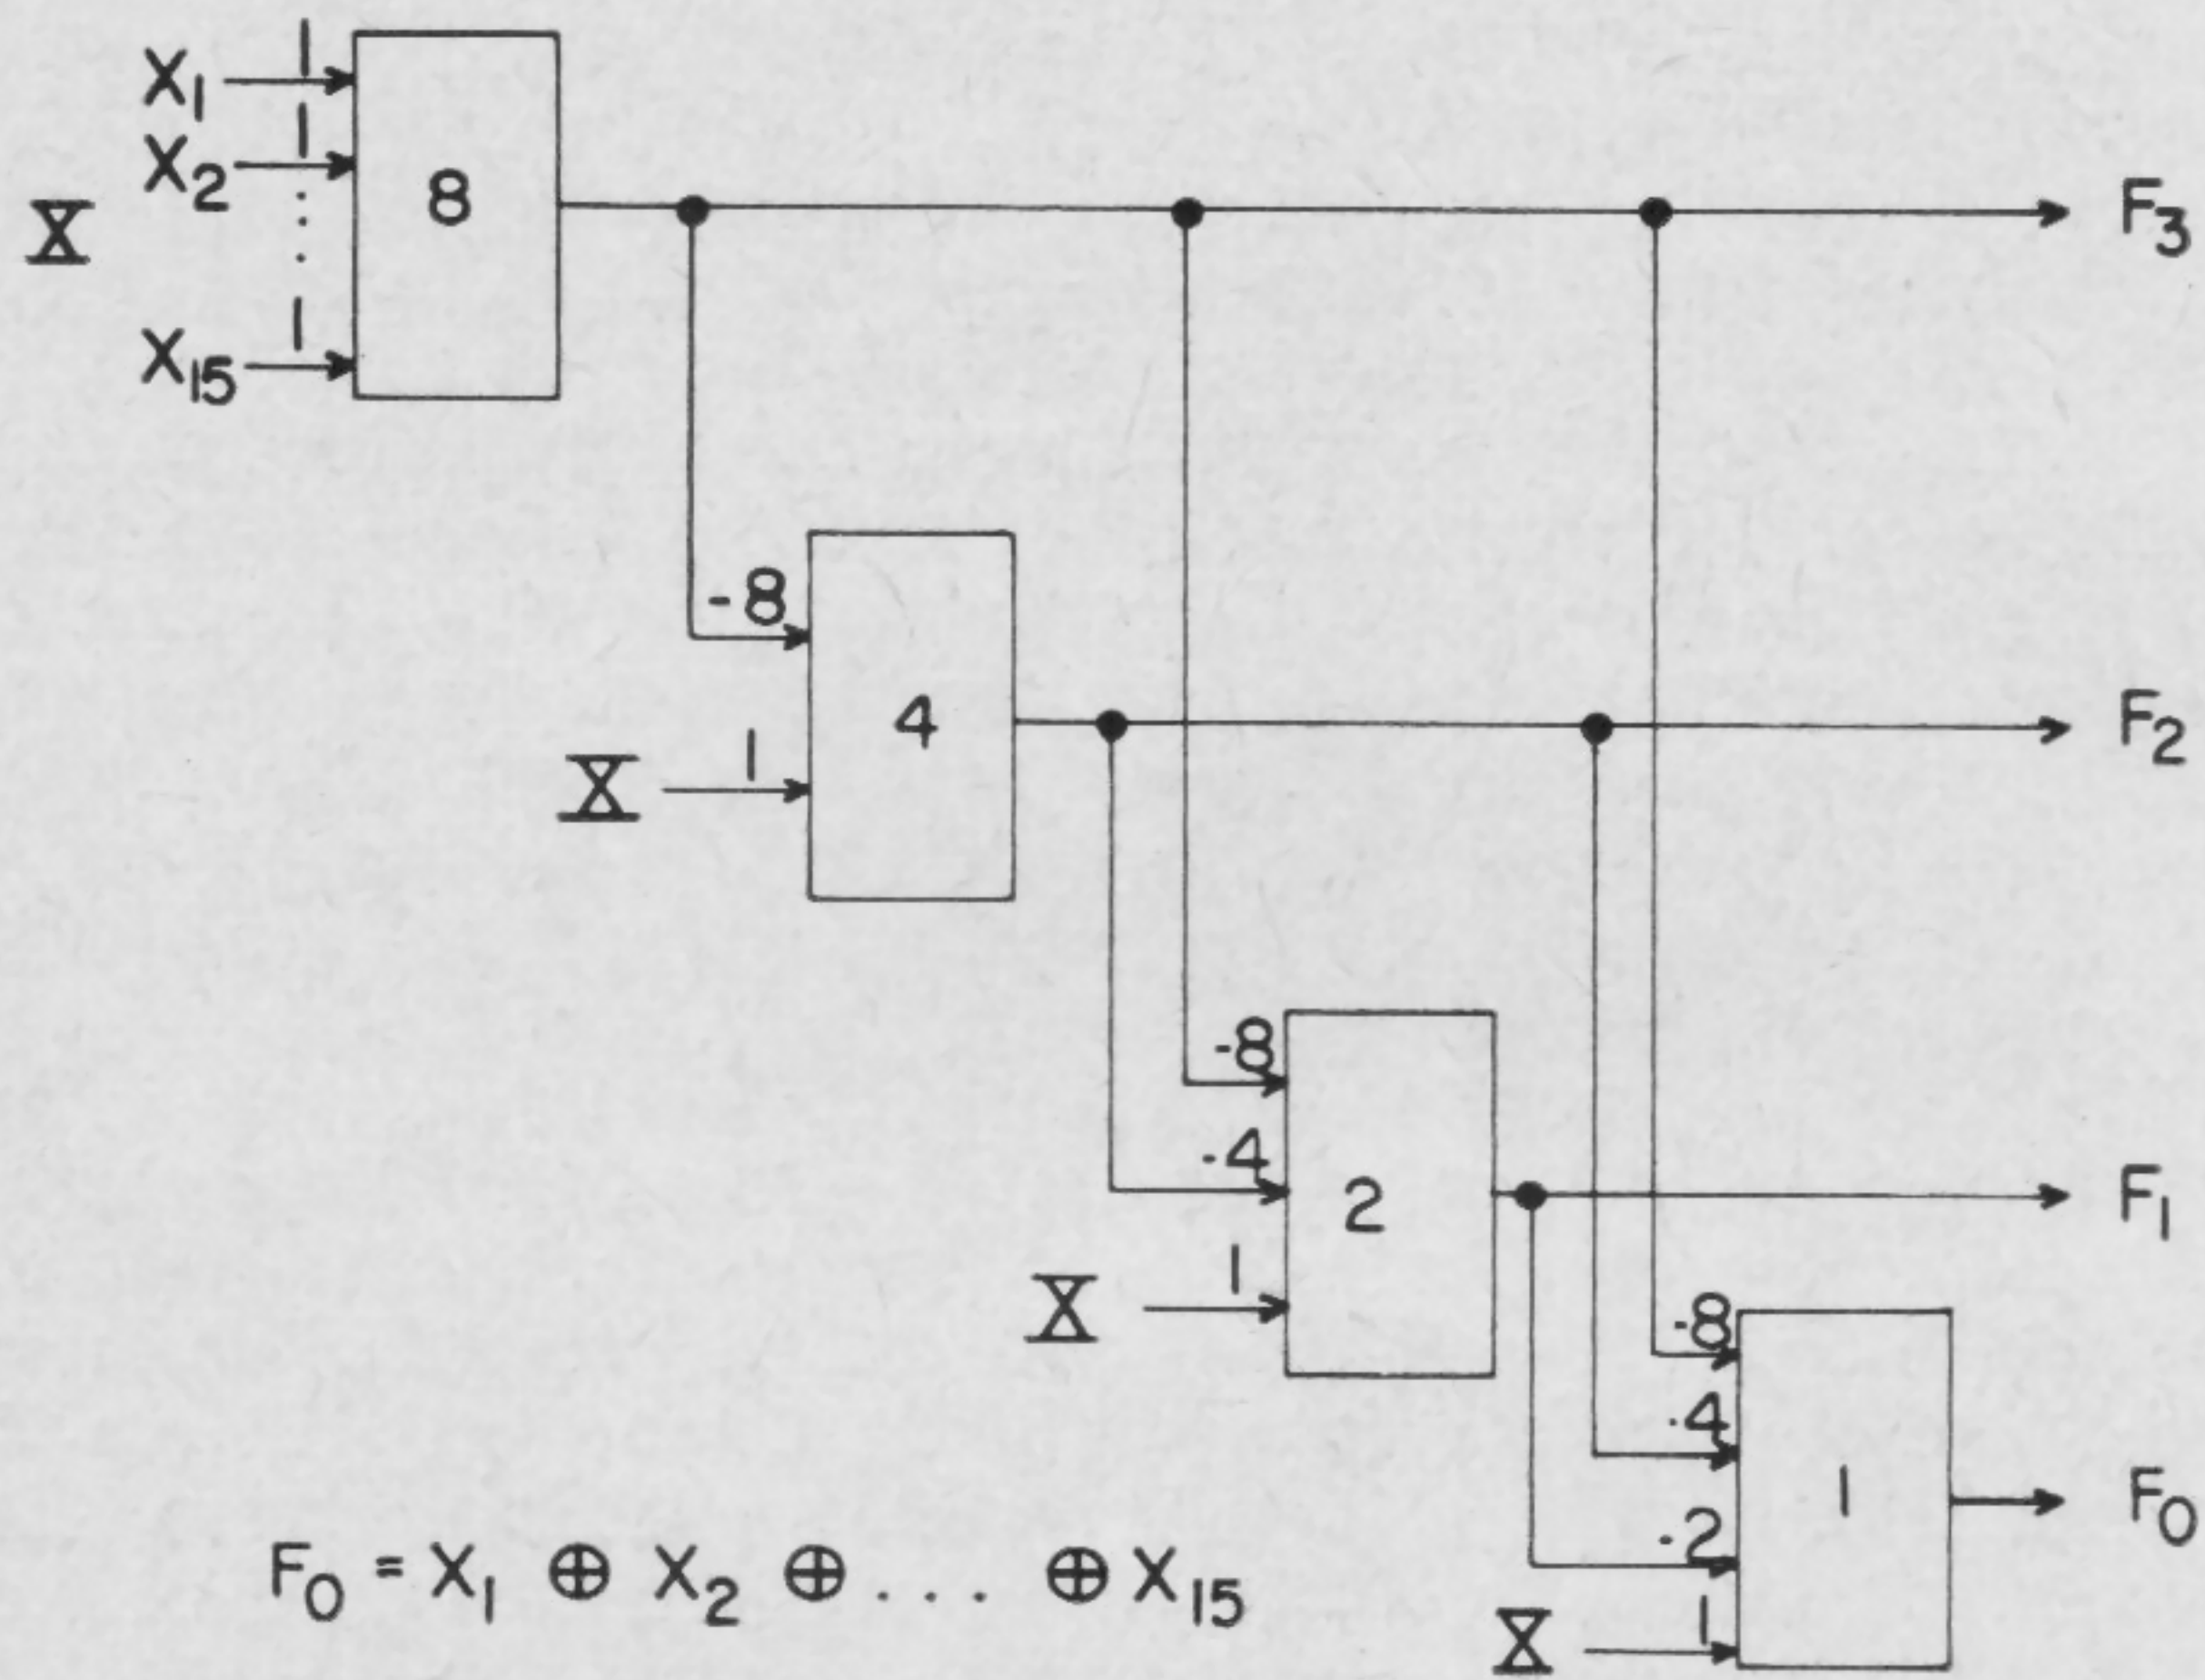 1
X₁
1
X₂
8
F₃
X
1
X₁₅
-8
4
F₂
1
X
-8
-4
2
F₁
1
X
-8
-4
1
F₀
-2
F₀ = X₁ ⊕ X₂ ⊕ . . . ⊕ X₁₅
1
X